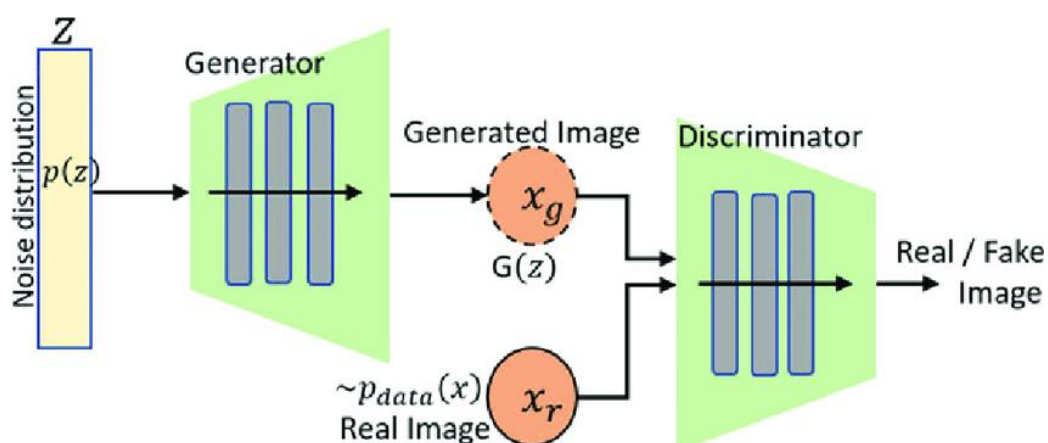 Z
Noise distribution
p(z)
Generator
Generated Image
x_g
G(z)
~p_data(x)
Real Image
x_r
Discriminator
Real / Fake
Image